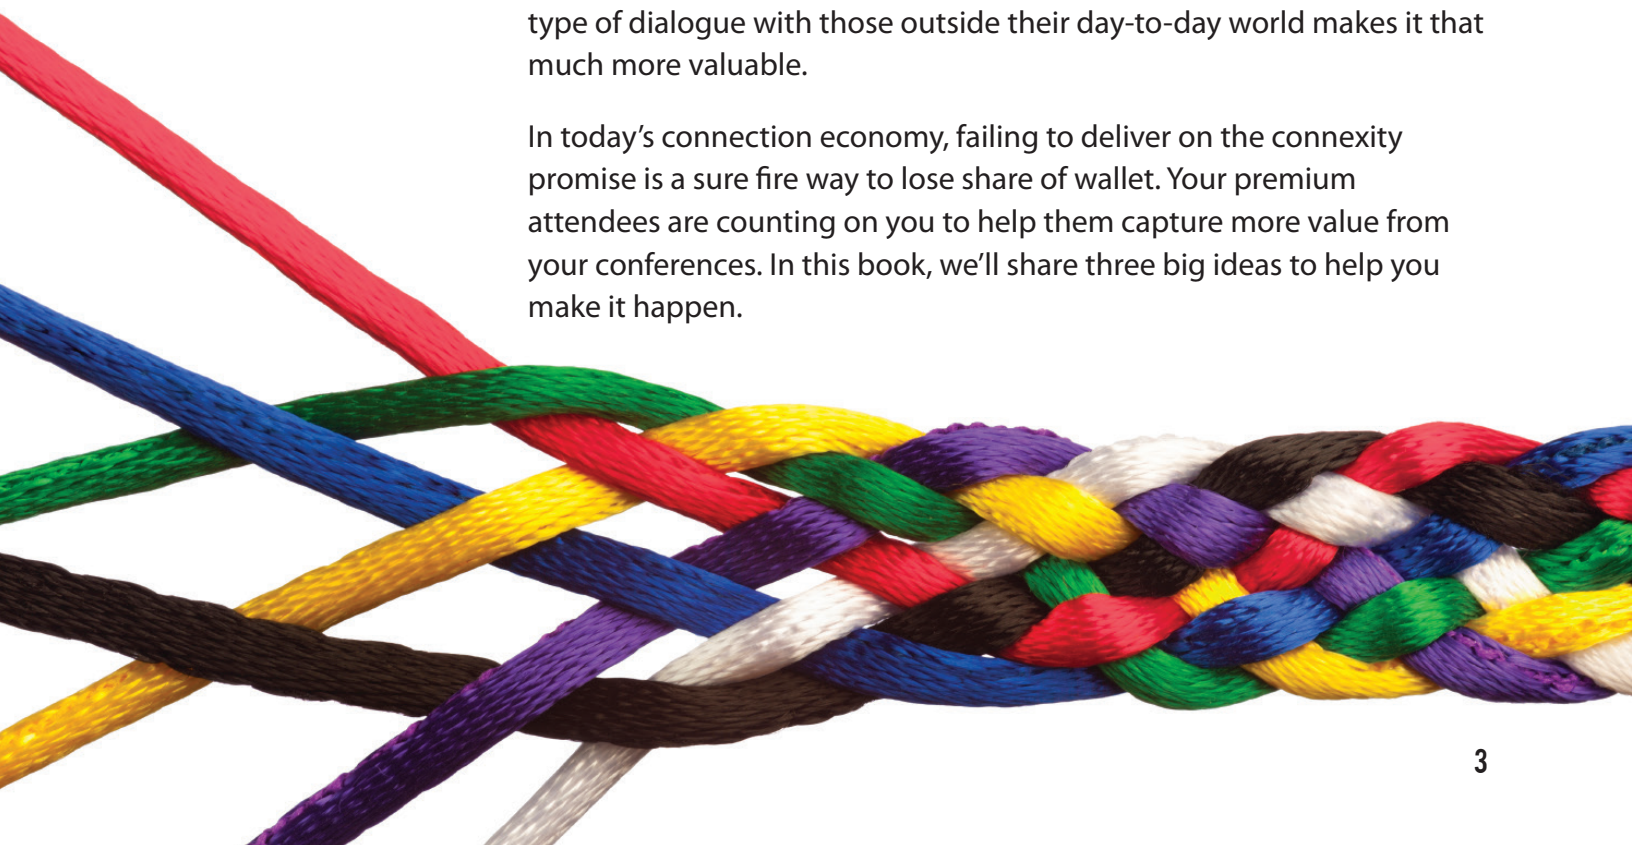 type of dialogue with those outside their day-to-day world makes it that
much more valuable.
In today’s connection economy, failing to deliver on the connexity
promise is a sure fire way to lose share of wallet. Your premium
attendees are counting on you to help them capture more value from
your conferences. In this book, we’ll share three big ideas to help you
make it happen.
3